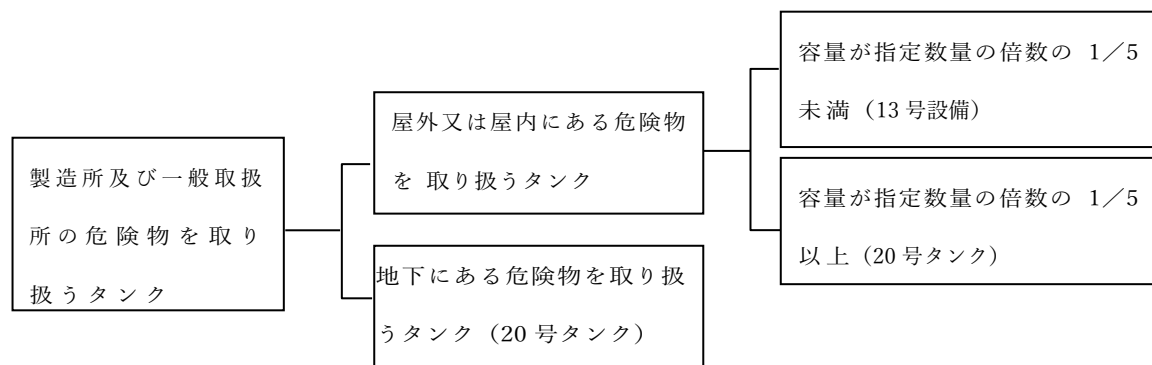 製造所及び一般取扱
所の危険物を取り
扱うタンク
屋外又は屋内にある危険物
を 取り扱うタンク
地下にある危険物を取り扱
うタンク（20 号タンク）
容量が指定数量の倍数の 1／5
未満（13 号設備）
容量が指定数量の倍数の 1／5
以上（20 号タンク）